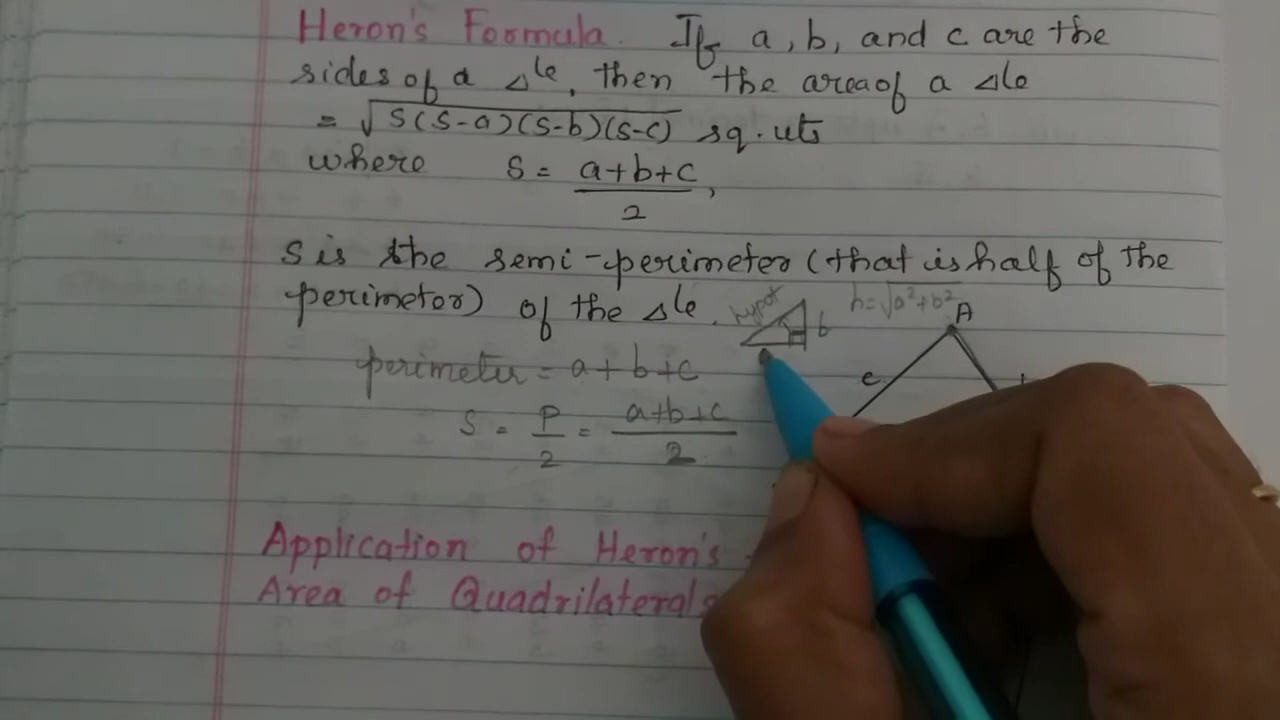 Heron's Formula. If a, b, and c are the
sides of a Δle, then the area of a Δle
= √s(s-a)(s-b)(s-c) sq. uts
where s = a+b+c/2,
S is the semi-perimeter (that is half of the
perimeter) of the Δle.
hypot b h=√a²+b² A
perimeter = a+b+c
c
S = P/2 = a+b+c/2
Application of Heron's
Area of Quadrilaterals